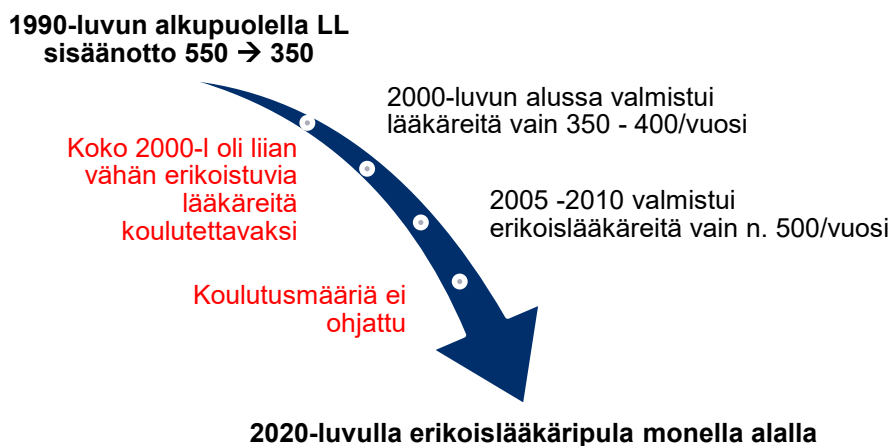 1990-luvun alkupuolella LL
sisäänotto 550 → 350
2000-luvun alussa valmistui
lääkäreitä vain 350 - 400/vuosi
Koko 2000-l oli liian
vähän erikoistuvia
lääkäreitä
koulutettavaksi
2005 -2010 valmistui
erikoislääkäreitä vain n. 500/vuosi
Koulutusmääriä ei
ohjattu
2020-luvulla erikoislääkäripula monella alalla